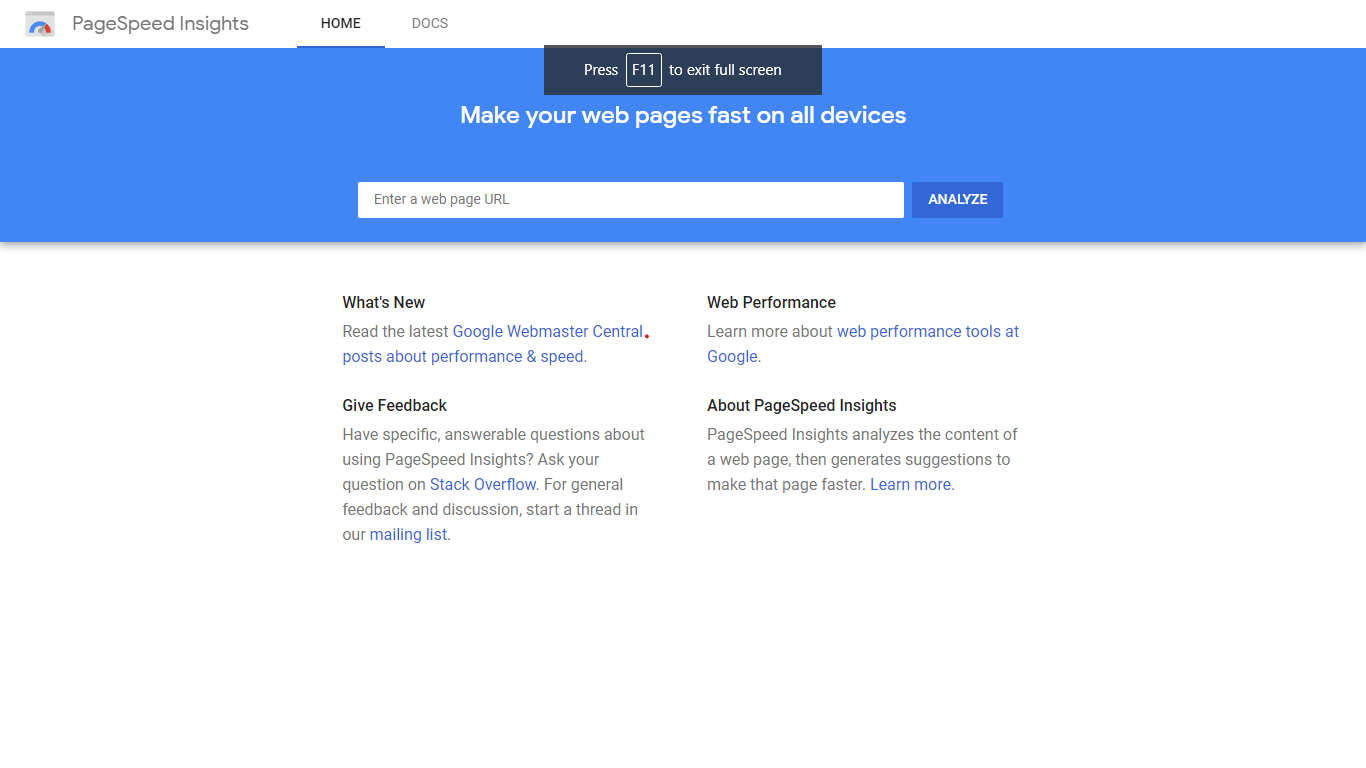 PageSpeed Insights
HOME
DOCS
Press F11 to exit full screen
Make your web pages fast on all devices
Enter a web page URL
ANALYZE
What's New
Read the latest Google Webmaster Central
posts about performance & speed.
Give Feedback
Have specific, answerable questions about
using PageSpeed Insights? Ask your
question on Stack Overflow. For general
feedback and discussion, start a thread in
our mailing list.
Web Performance
Learn more about web performance tools at
Google.
About PageSpeed Insights
PageSpeed Insights analyzes the content of
a web page, then generates suggestions to
make that page faster. Learn more.